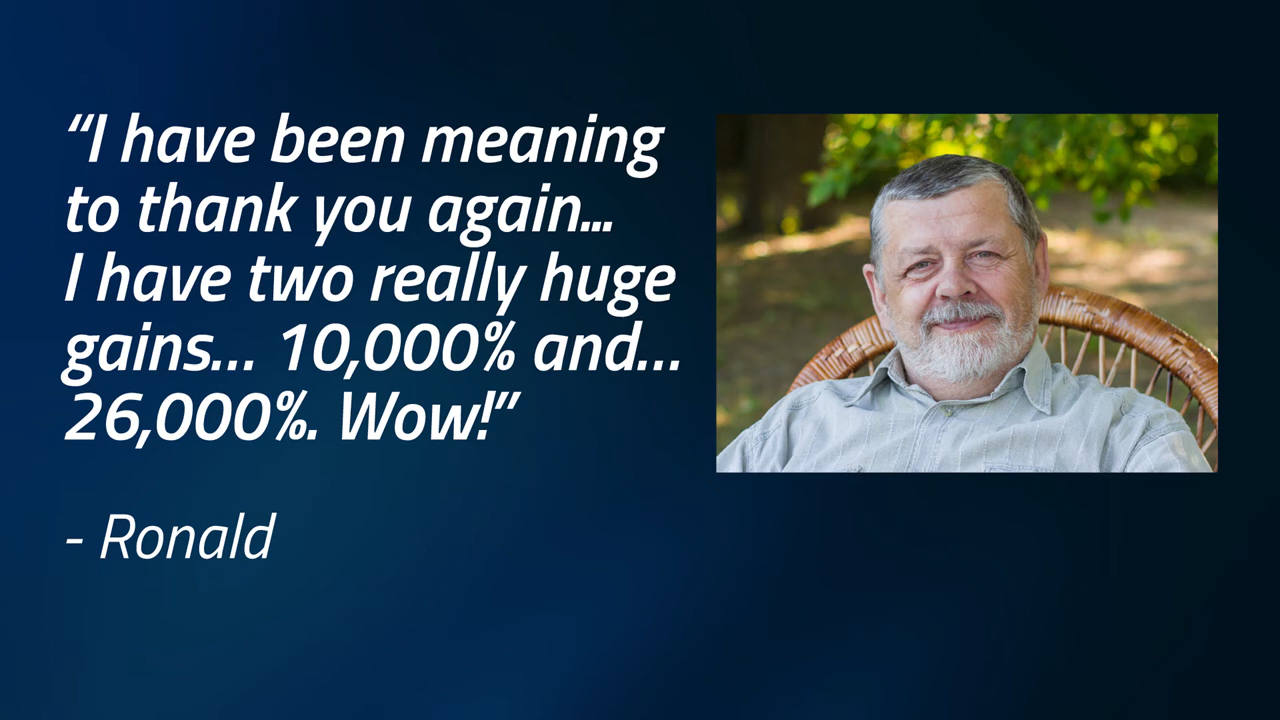 “I have been meaning
to thank you again...
I have two really huge
gains... 10,000% and...
26,000%. Wow!”
- Ronald